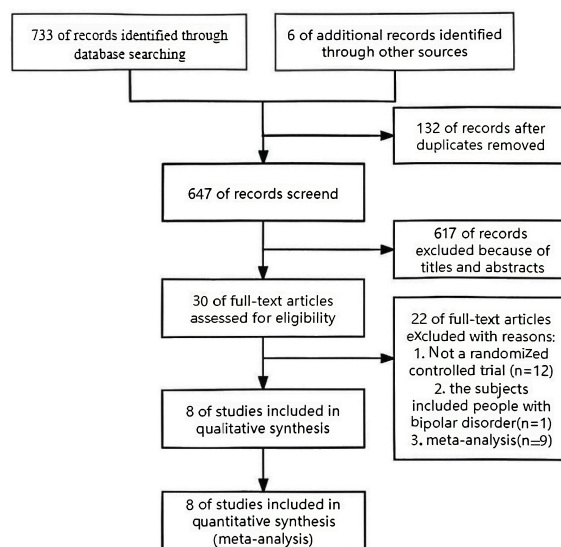 733 of records identified through
database searching
6 of additional records identified
through other sources
132 of records after
duplicates removed
647 of records screend
617 of records
excluded because of
titles and abstracts
30 of full-text articles
assessed for eligibility
22 of full-text articles
excluded with reasons:
1. Not a randomized
controlled trial (n=12)
2. the subjects
included people with
bipolar disorder(n=1)
3. meta-analysis(n=9)
8 of studies included in
qualitative synthesis
8 of studies included in
quantitative synthesis
(meta-analysis)